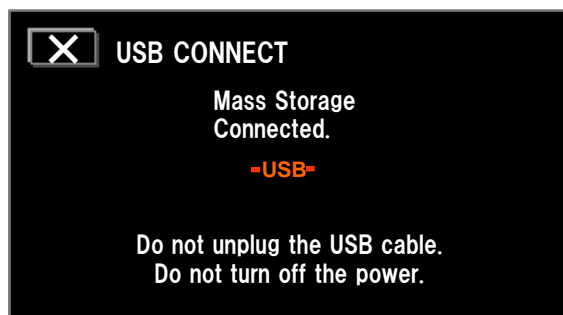 USB CONNECT
Mass Storage
Connected.
-USB-
Do not unplug the USB cable.
Do not turn off the power.